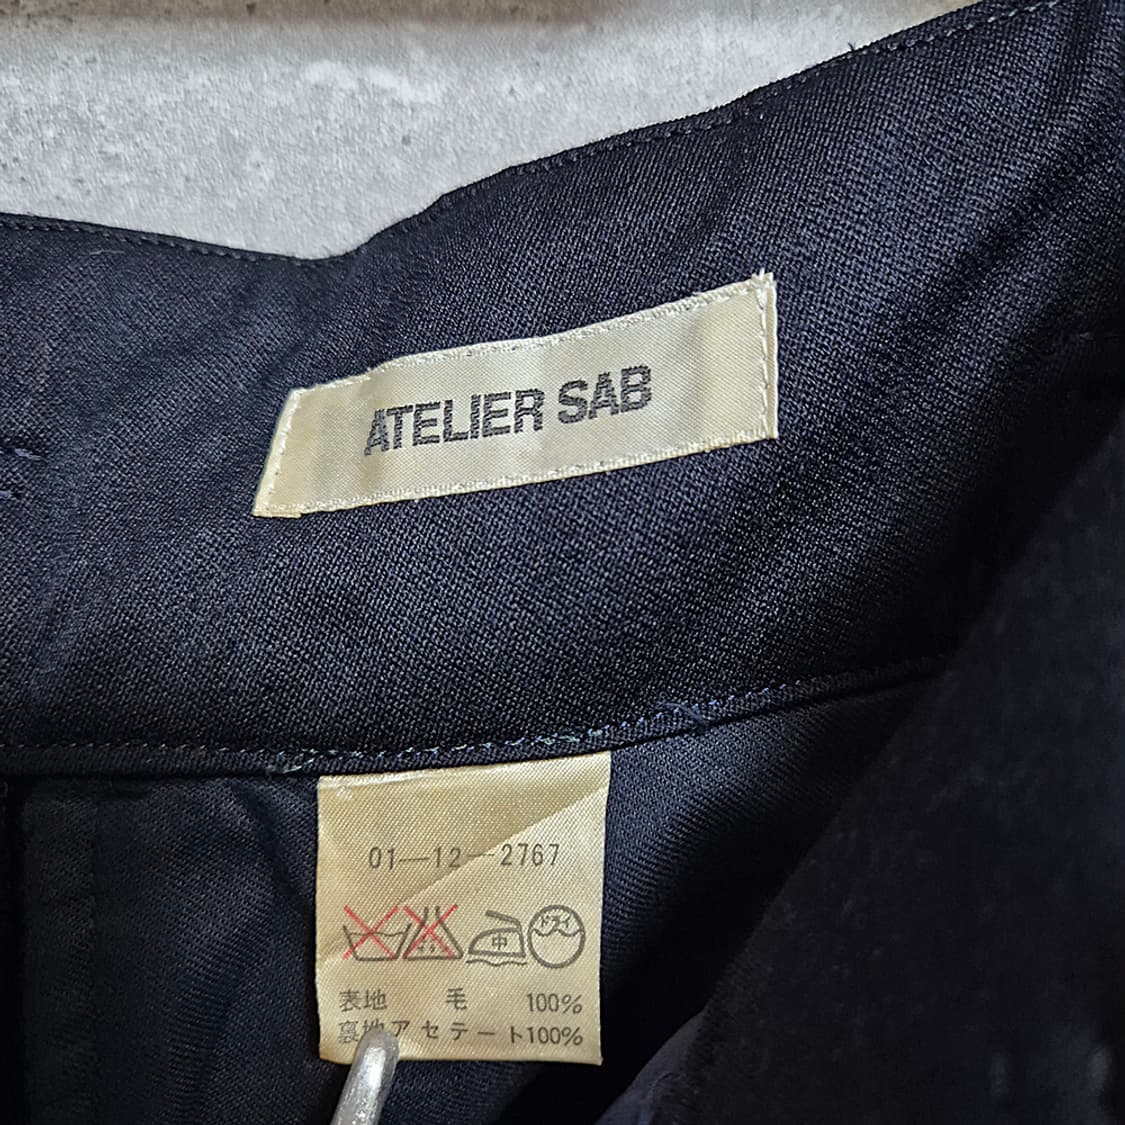 ATELIER SAB
01—12—2767
中 ドライ
表地 毛 100%
裏地アセテート100%